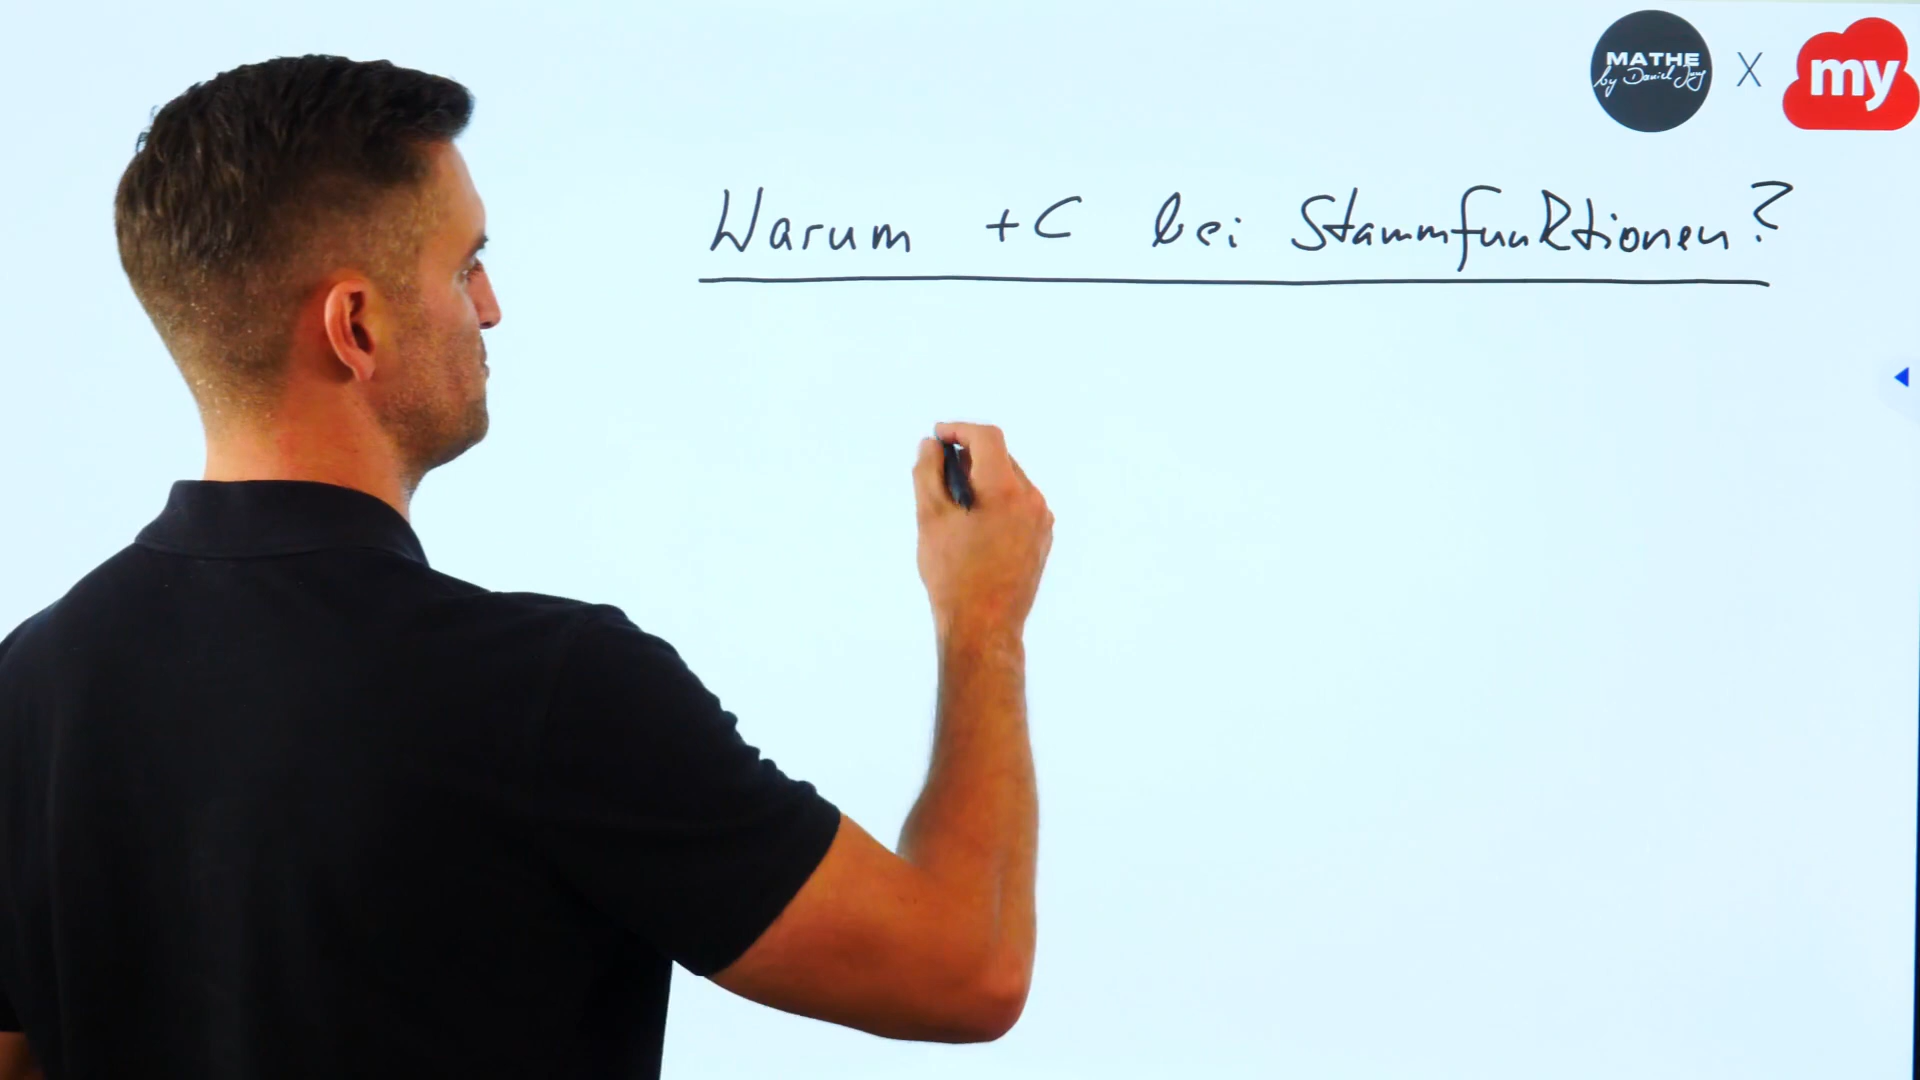 MATHE
by Daniel Jung
X
my
Warum +C bei Stammfunktionen?